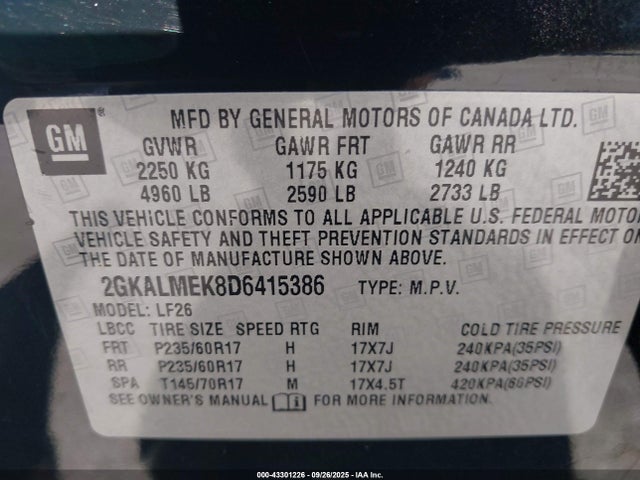 GM ®
MFD BY GENERAL MOTORS OF CANADA LTD.
GVWR GAWR FRT GAWR RR
2250 KG 1175 KG 1240 KG
4960 LB 2590 LB 2733 LB
THIS VEHICLE CONFORMS TO ALL APPLICABLE U.S. FEDERAL MOTOR
VEHICLE SAFETY AND THEFT PREVENTION STANDARDS IN EFFECT ON
THE DATE OF MANUFACTURE SHOWN ABOVE.
2GKALMEK8D6415386 TYPE: M.P.V.
MODEL: LF26
LBCC TIRE SIZE SPEED RTG RIM COLD TIRE PRESSURE
FRT P235/60R17 H 17X7J 240KPA(35PSI)
RR P235/60R17 H 17X7J 240KPA(35PSI)
SPA T145/70R17 M 17X4.5T 420KPA(60PSI)
SEE OWNER'S MANUAL FOR MORE INFORMATION.
000-43301226 - 09/26/2025 - IAA Inc.